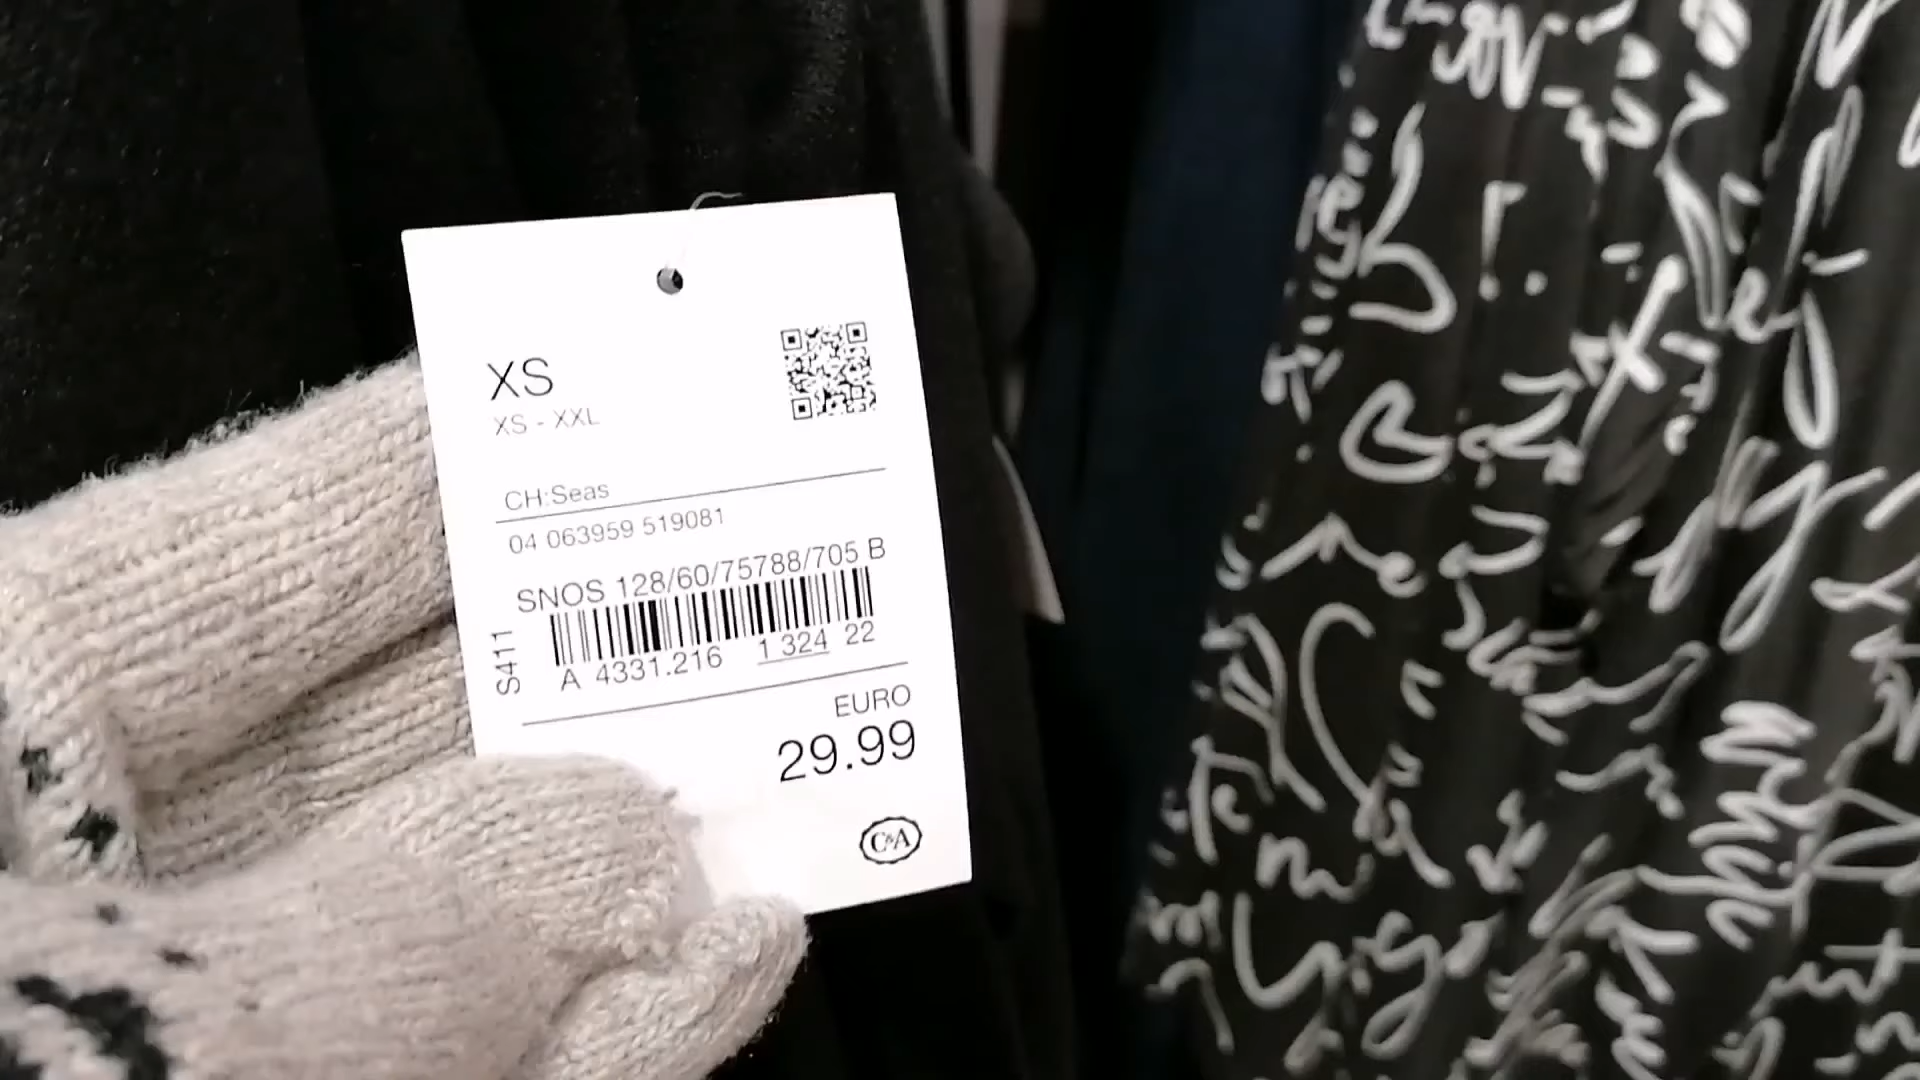 XS
XS - XXL
CH:Seas
04 063959 519081
SNOS 128/60/75788/705 B
S411
A 4331.216 1 324 22
EURO
29.99
C&A